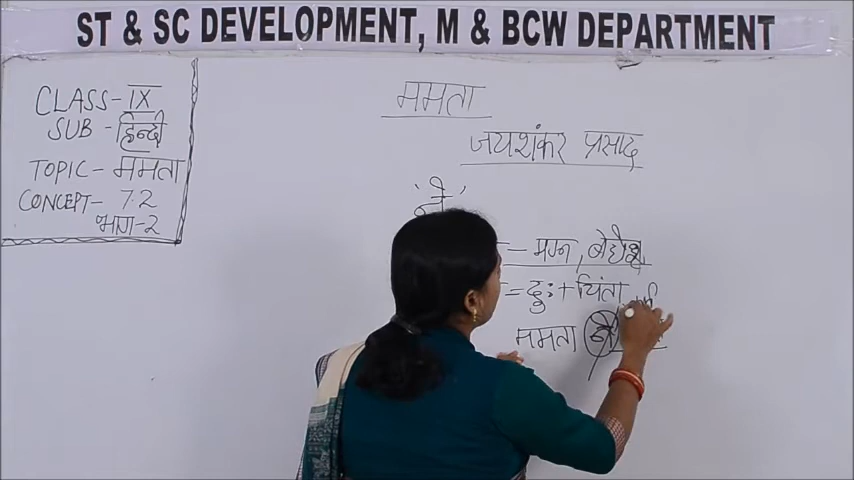 ST & SC DEVELOPMENT, M & BCW DEPARTMENT
CLASS - IX
SUB - हिन्दी
TOPIC - ममता
CONCEPT - 7.2
भाग - 2
ममता
जयशंकर प्रसाद
'ने'
- मग्न,
= दुः + चिंता
ममता ने